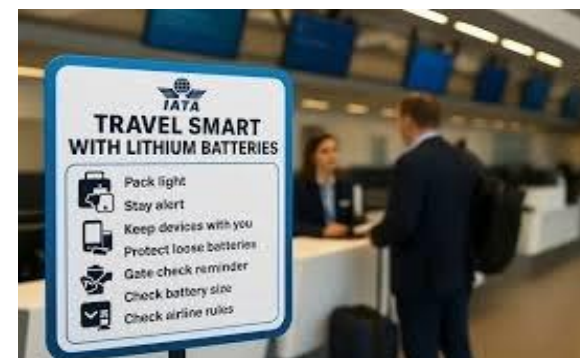 IATA
TRAVEL SMART
WITH LITHIUM BATTERIES
Pack light
Stay alert
Keep devices with you
Protect loose batteries
Gate check reminder
Check battery size
Check airline rules